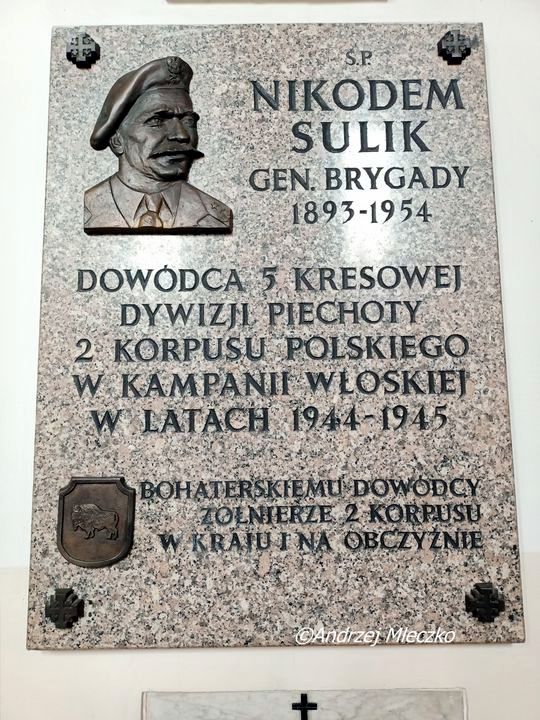 Ś.P.
NIKODEM
SULIK
GEN. BRYGADY
1893-1954
DOWÓDCA 5 KRESOWEJ
DYWIZJI PIECHOTY
2 KORPUSU POLSKIEGO
W KAMPANII WŁOSKIEJ
W LATACH 1944-1945
BOHATERSKIEMU DOWÓDCY
ŻOŁNIERZE 2 KORPUSU
W KRAJU I NA OBCZYŹNIE
©Andrzej Mleczko